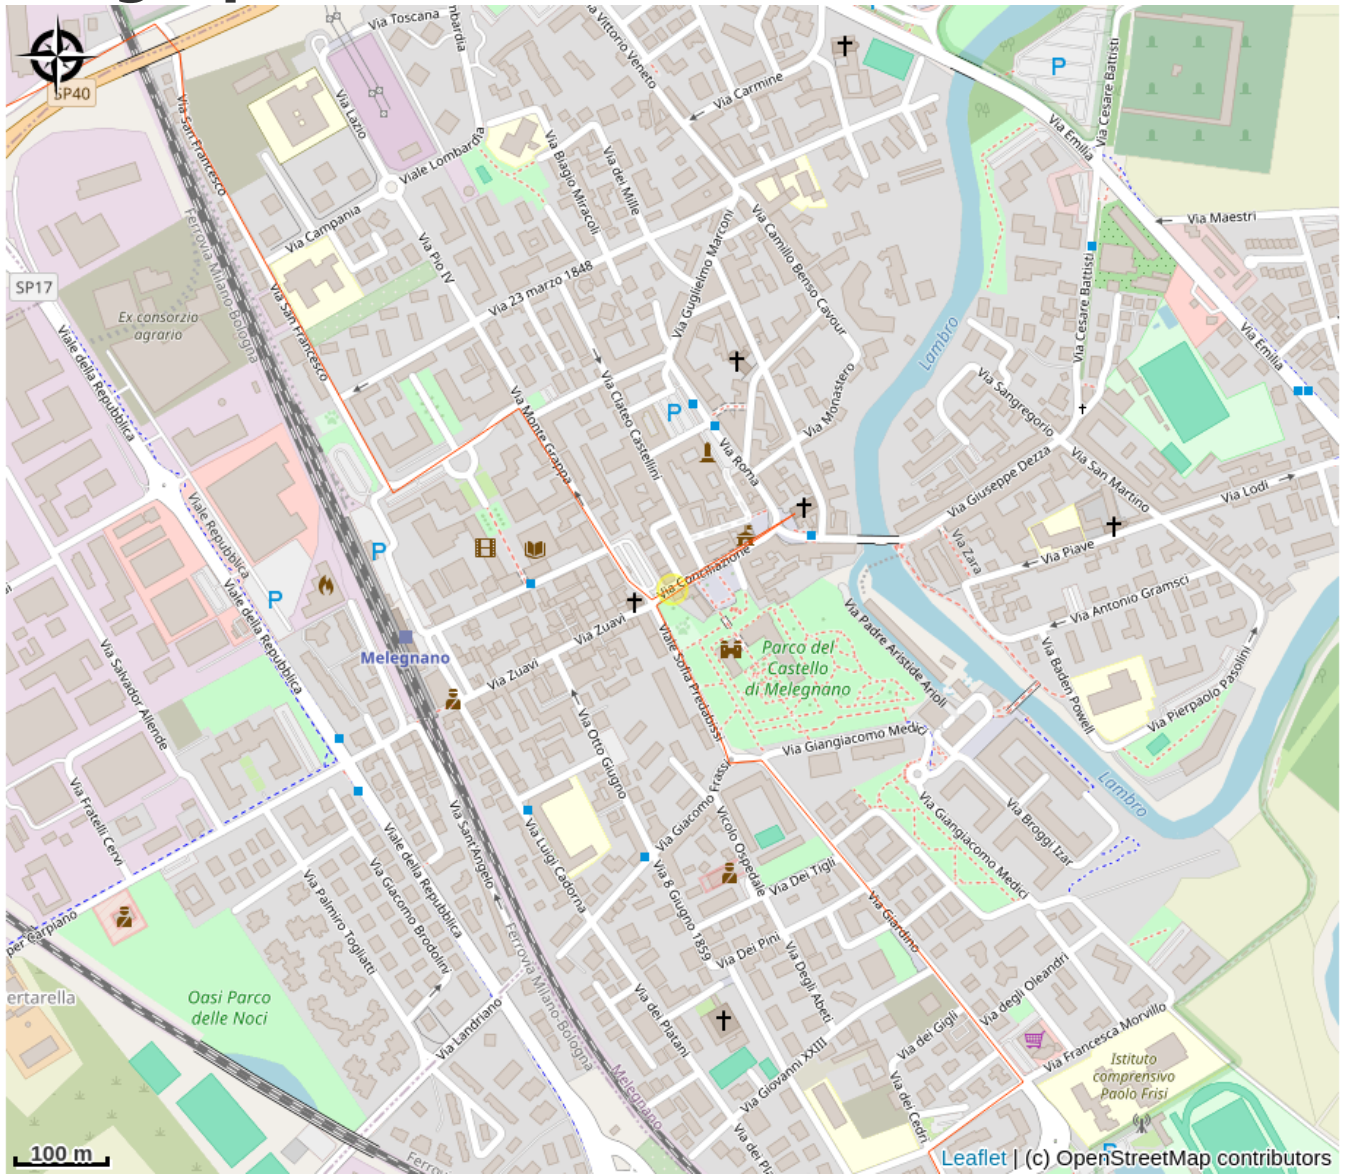 Via Toscana
Via Vittorio Veneto
P
Via Cesare Battisti
SP40
Via Lazio
Via Carmine
Via San Francesco
Viale Lombardia
Via Biagio Miracoli
Via dei Mille
Via Emilia
Via Maestri
Via Campania
Via Pio IV
Via Guglielmo Marconi
Via Camillo Benso Cavour
Ferrovia Milano-Bologna
SP17
Via 23 marzo 1848
Via Cesare Battisti
Ex consorzio
agrario
Via San Francesco
Lambro
Via Emilia
Viale della Repubblica
Via Clateo Castellini
Via Monastero
Via Sangregorio
P
Via Monte Grappa
Via Roma
Via Giuseppe Dezza
Via San Martino
Via Lodi
Viale Repubblica
P
Via Zara
Via Piave
Via Conciliazione
P
Viale della Repubblica
Via Antonio Gramsci
Via Zuavi
Via Padre Aristide Arioli
Melegnano
Via Zuavi
Viale Sofia Predabissi
Parco del
Castello
di Melegnano
Via Baden Powell
Via Pierpaolo Pasolini
Via Salvador Allende
Via Otto Giugno
Via Giangiacomo Medici
Lambro
Via Fratelli Cervi
Via Giacomo Frassi
Via Sant'Angelo
Via Luigi Cadorna
Vicolo Ospedale
Via Giangiacomo Medici
Via Broggi Izar
Viale della Repubblica
Via Giacomo Brodolini
Via Palmiro Togliatti
Via 8 Giugno 1859
Via Dei Tigli
Via Giardino
per Carpiano
Via Dei Pini
Via Degli Abeti
Ferrovia Milano-Bologna
Via degli Oleandri
ertarella
Oasi Parco
delle Noci
Via Landriano
Via dei Platani
Via dei Gigli
Via Francesca Morvillo
Via Giovanni XXIII
Istituto
comprensivo
Paolo Frisi
Melegnano
Via dei Cedri
Via dei Pla
P
100 m
Ferrov
Leaflet | (c) OpenStreetMap contributors